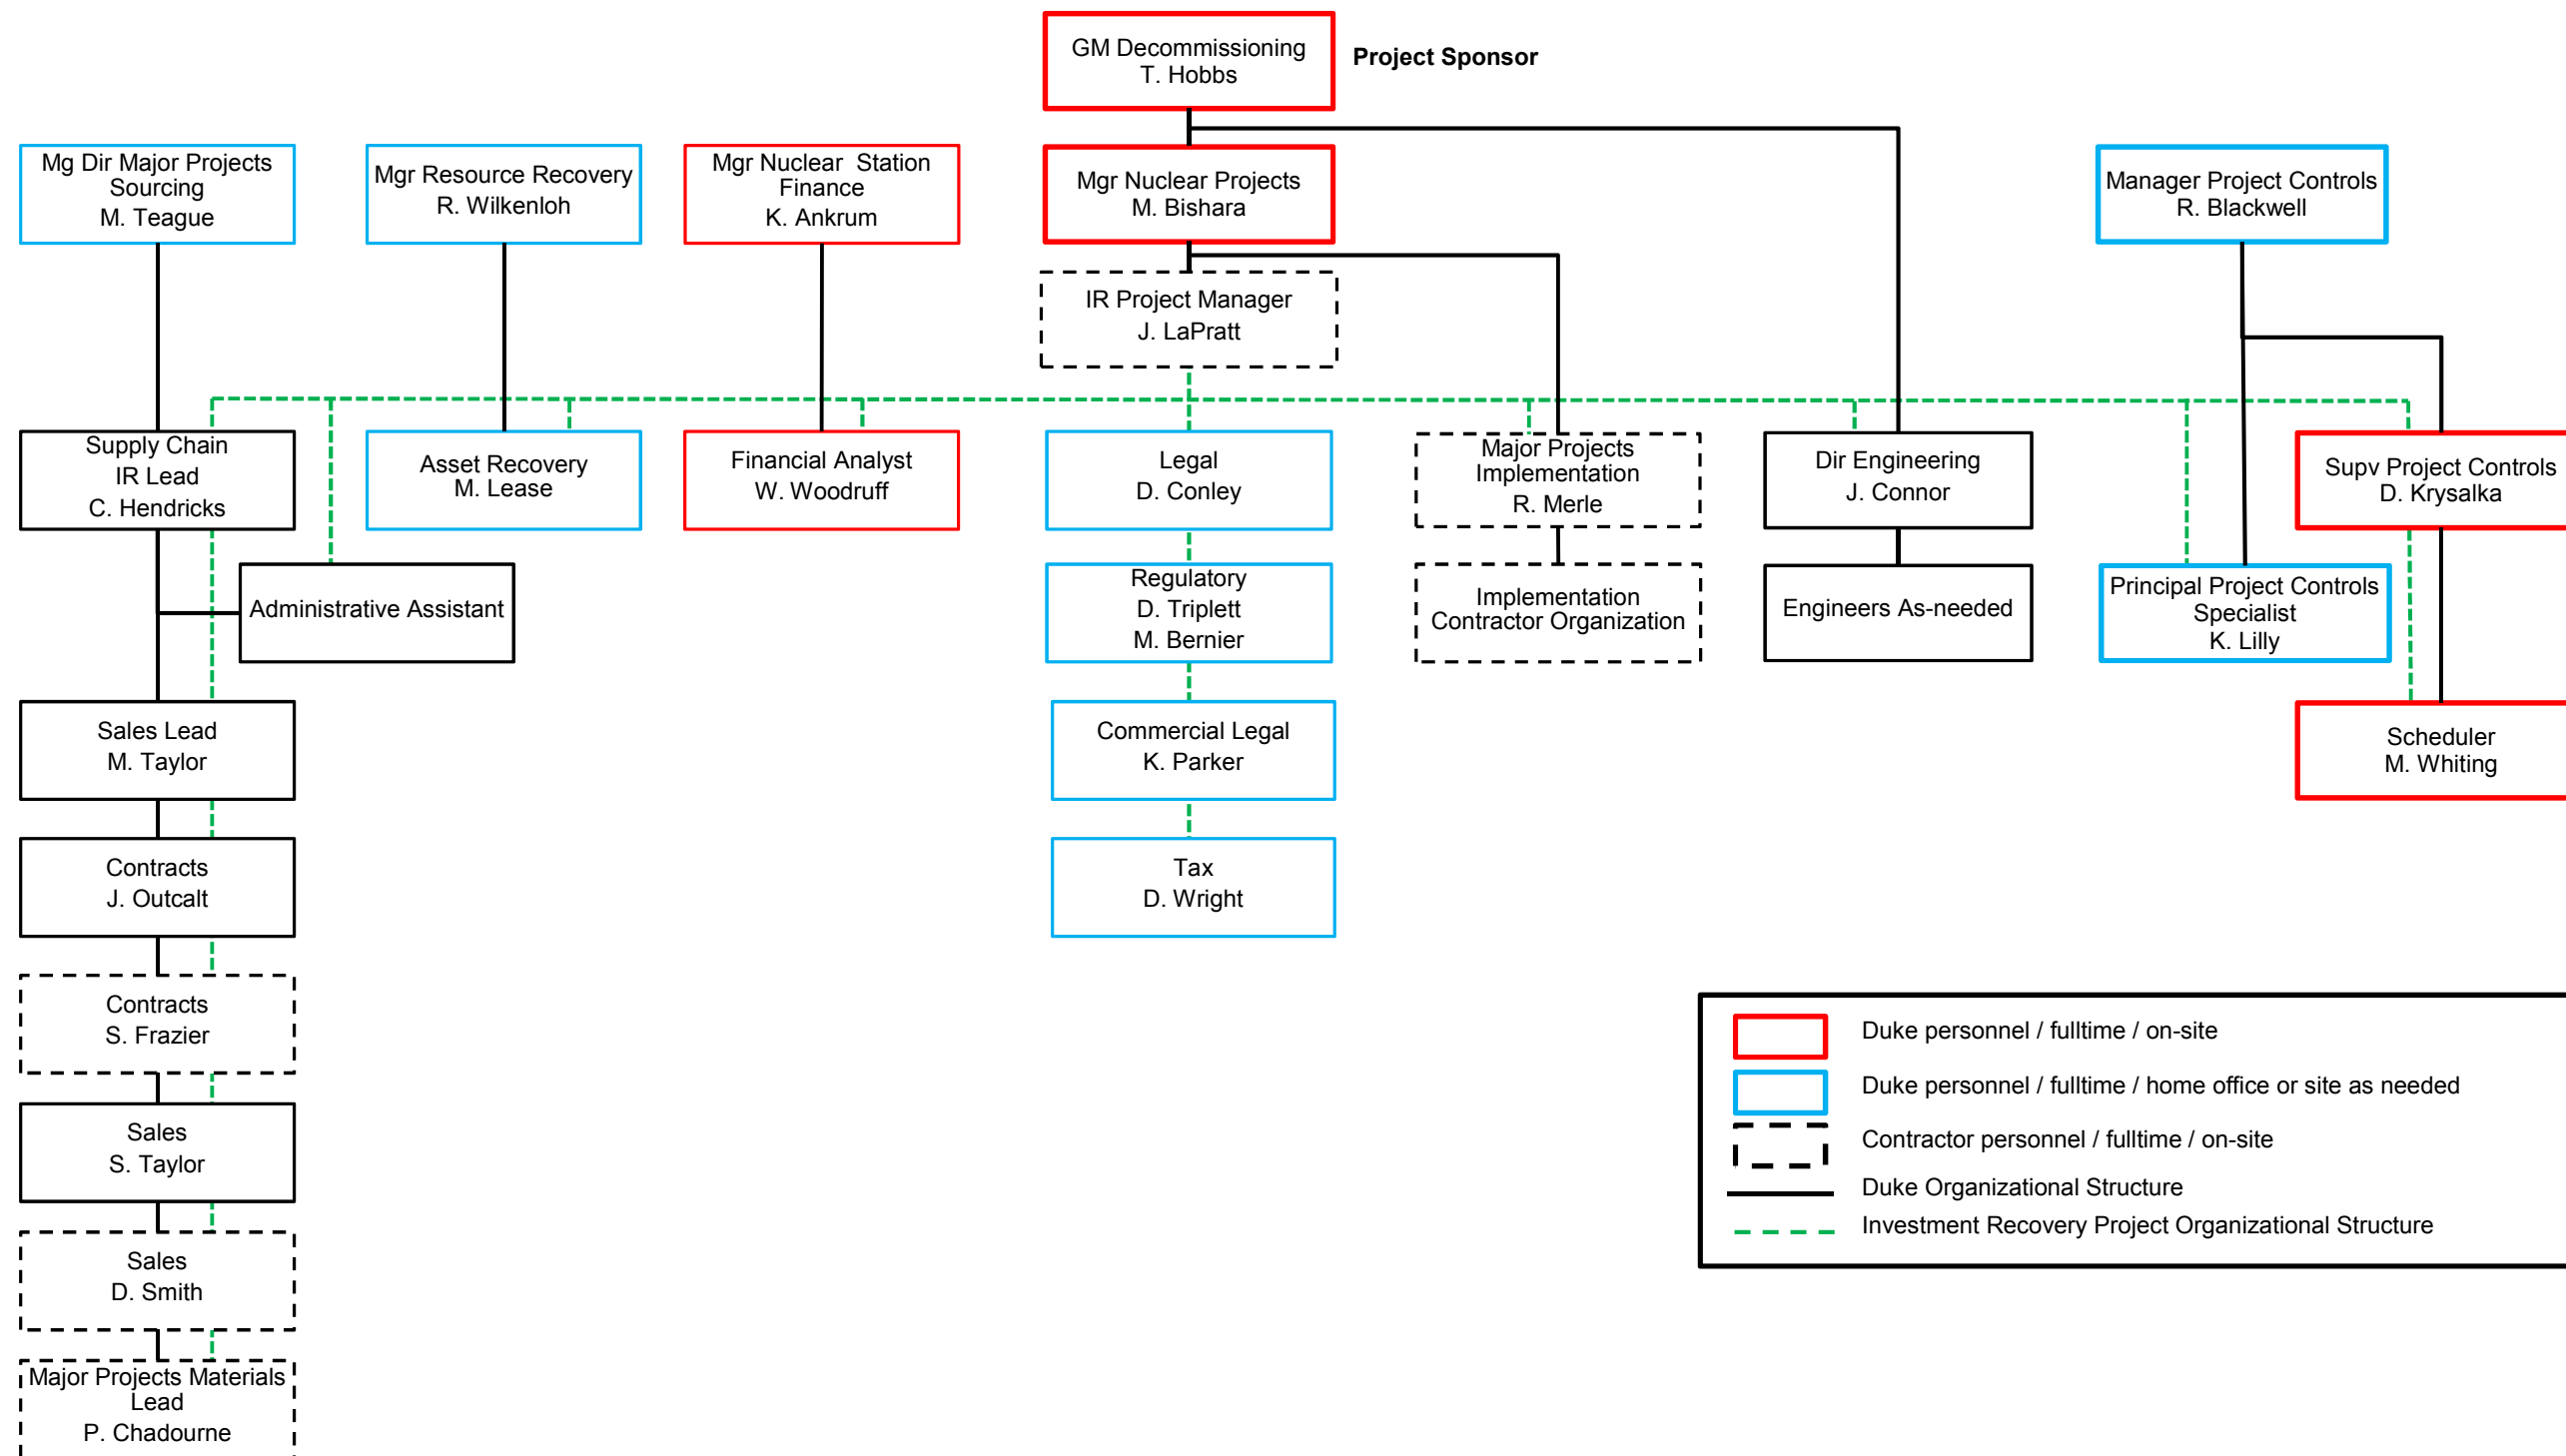 GM Decommissioning
T. Hobbs
Project Sponsor
Mg Dir Major Projects
Sourcing
M. Teague
Mgr Resource Recovery
R. Wilkenloh
Mgr Nuclear Station
Finance
K. Ankrum
Mgr Nuclear Projects
M. Bishara
Manager Project Controls
R. Blackwell
IR Project Manager
J. LaPratt
Supply Chain
IR Lead
C. Hendricks
Asset Recovery
M. Lease
Financial Analyst
W. Woodruff
Legal
D. Conley
Major Projects
Implementation
R. Merle
Dir Engineering
J. Connor
Supv Project Controls
D. Krysalka
Administrative Assistant
Regulatory
D. Triplett
M. Bernier
Implementation
Contractor Organization
Engineers As-needed
Principal Project Controls
Specialist
K. Lilly
Sales Lead
M. Taylor
Commercial Legal
K. Parker
Scheduler
M. Whiting
Contracts
J. Outcalt
Tax
D. Wright
Contracts
S. Frazier
Sales
S. Taylor
Sales
D. Smith
Major Projects Materials
Lead
P. Chadourne
Duke personnel / fulltime / on-site
Duke personnel / fulltime / home office or site as needed
Contractor personnel / fulltime / on-site
Duke Organizational Structure
Investment Recovery Project Organizational Structure